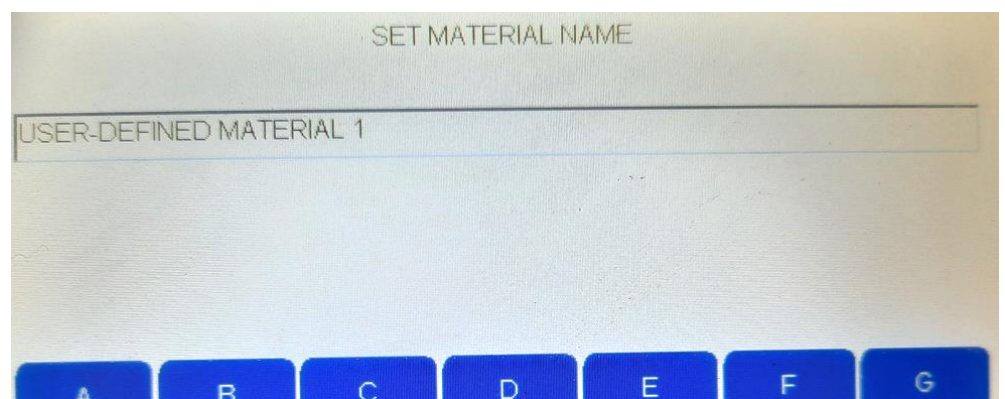 SET MATERIAL NAME
USER-DEFINED MATERIAL 1
A B C D E F G